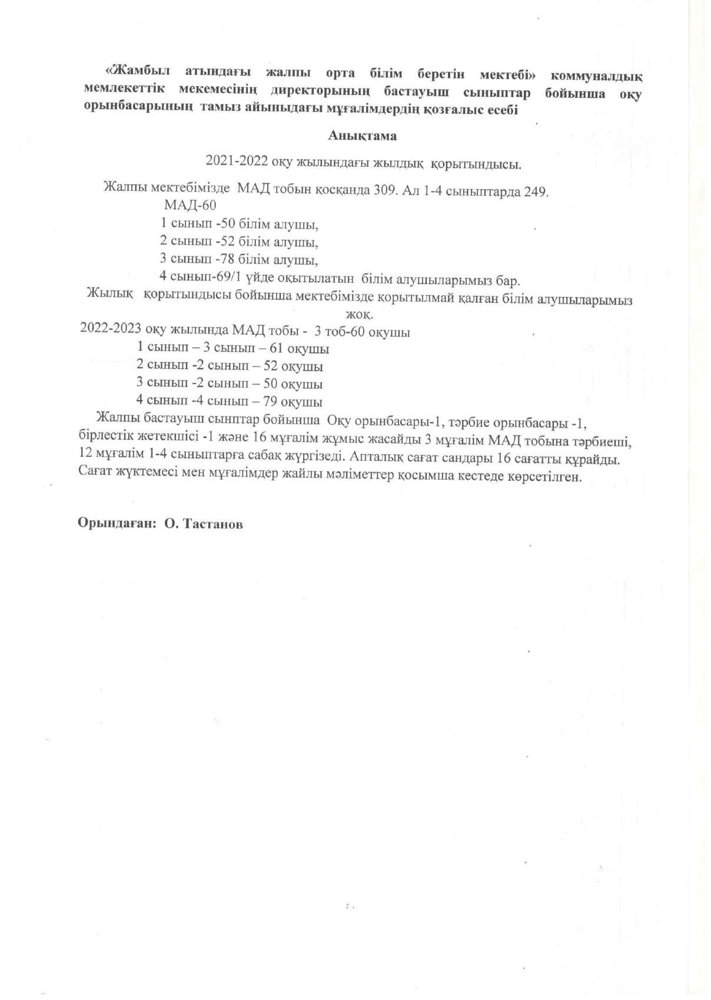 «Жамбыл атындағы жалпы орта білім беретін мектебі» коммуналдық
мемлекеттік мекемесінің директорының бастауыш сыныптар бойынша оқу
орынбасарының тамыз айыныдағы мұғалімдердің қозғалыс есебі
Анықтама
2021-2022 оқу жылындағы жылдық қорытындысы.
Жалпы мектебімізде МАД тобын қосқанда 309. Ал 1-4 сыныптарда 249.
МАД-60
1 сынып -50 білім алушы,
2 сынып -52 білім алушы,
3 сынып -78 білім алушы,
4 сынып-69/1 үйде оқытылатын білім алушыларымыз бар.
Жылық қорытындысы бойынша мектебімізде қорытылмай қалған білім алушыларымыз
жоқ.
2022-2023 оқу жылында МАД тобы - 3 тоб-60 оқушы
1 сынып – 3 сынып – 61 оқушы
2 сынып -2 сынып – 52 оқушы
3 сынып -2 сынып – 50 оқушы
4 сынып -4 сынып – 79 оқушы
Жалпы бастауыш сынптар бойынша Оқу орынбасары-1, тәрбие орынбасары -1,
бірлестік жетекшісі -1 және 16 мұғалім жұмыс жасайды 3 мұғалім МАД тобына тәрбиеші,
12 мұғалім 1-4 сыныптарға сабақ жүргізеді. Апталық сағат сандары 16 сағатты құрайды.
Сағат жүктемесі мен мұғалімдер жайлы мәліметтер қосымша кестеде көрсетілген.
Орындаған: О. Тастанов